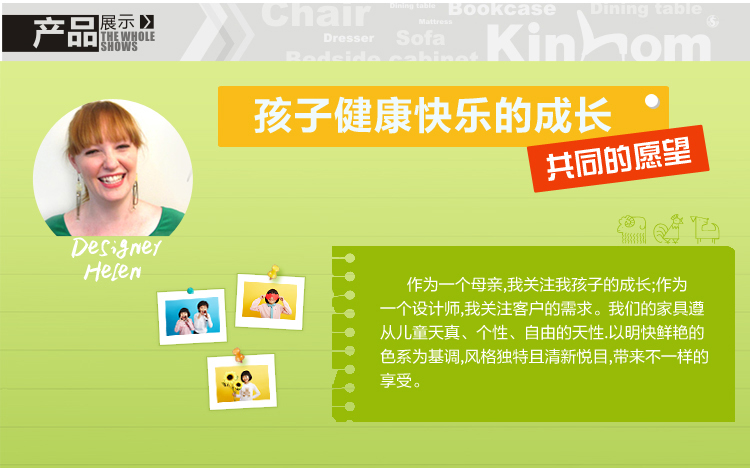 产品展示
THE WHOLE
SHOWS
Chair
Dining table
Bookcase
Dining table
Mattress
Dresser
Sofa
Bedside cabinet
Kinhom
孩子健康快乐的成长
共同的愿望
Designer
Helen
作为一个母亲,我关注我孩子的成长;作为
一个设计师,我关注客户的需求。我们的家具遵
从儿童天真、个性、自由的天性.以明快鲜艳的
色系为基调,风格独特且清新悦目,带来不一样的
享受。